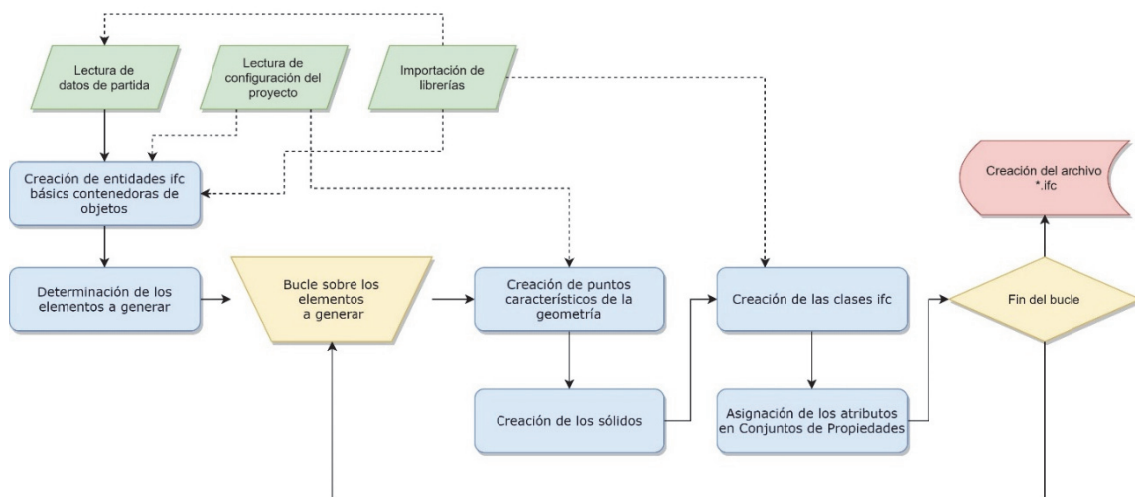 Lectura de
datos de partida
Lectura de
configuración del
proyecto
Importación de
librerías
Creación de entidades ifc
básics contenedoras de
objetos
Creación del archivo
*.ifc
Determinación de los
elementos a generar
Bucle sobre los
elementos
a generar
Creación de puntos
característicos de la
geometría
Creación de las clases ifc
Fin del bucle
Creación de los sólidos
Asignación de los atributos
en Conjuntos de Propiedades